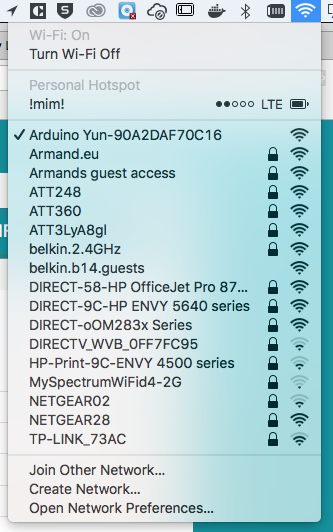 Wi-Fi: On
Turn Wi-Fi Off
Personal Hotspot
!mim! LTE
✓ Arduino Yun-90A2DAF70C16
Armand.eu
Armands guest access
ATT248
ATT360
ATT3LyA8gl
belkin.2.4GHz
belkin.b14.guests
DIRECT-58-HP OfficeJet Pro 87...
DIRECT-9C-HP ENVY 5640 series
DIRECT-oOM283x Series
DIRECTV_WVB_0FF7FC95
HP-Print-9C-ENVY 4500 series
MySpectrumWiFid4-2G
NETGEAR02
NETGEAR28
TP-LINK_73AC
Join Other Network...
Create Network...
Open Network Preferences...